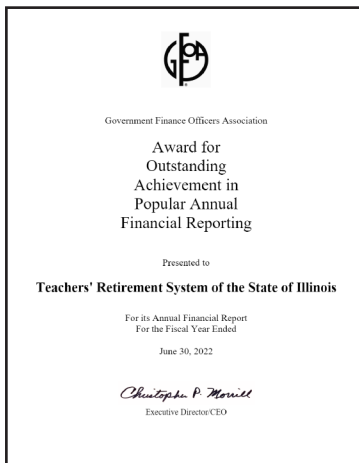 GFOA
Government Finance Officers Association
Award for
Outstanding
Achievement in
Popular Annual
Financial Reporting
Presented to
Teachers' Retirement System of the State of Illinois
For its Annual Financial Report
For the Fiscal Year Ended
June 30, 2022
Christopher P. Morrill
Executive Director/CEO